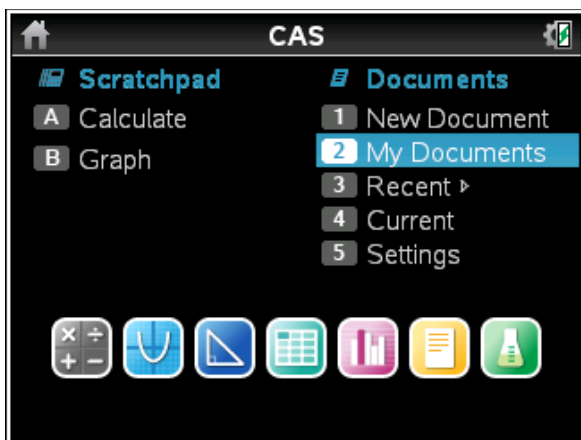 CAS
Scratchpad
A Calculate
B Graph
Documents
1 New Document
2 My Documents
3 Recent ▹
4 Current
5 Settings